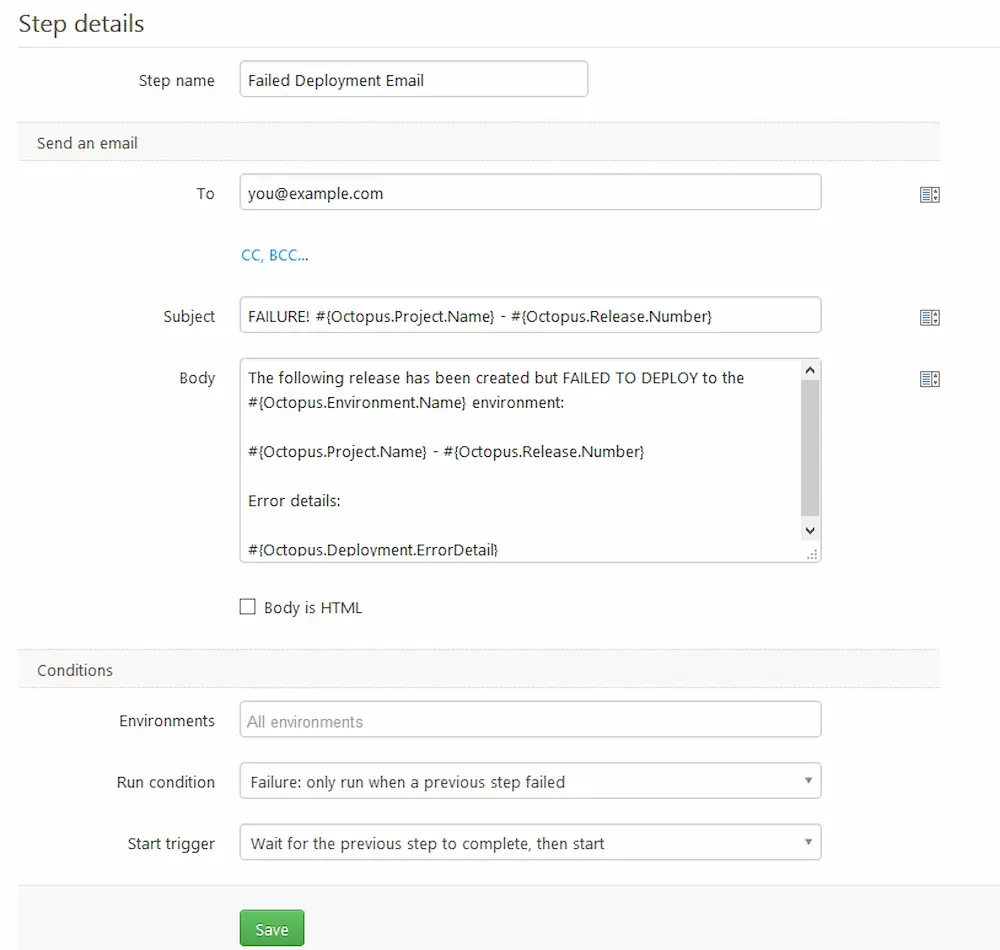 Step details
Step name Failed Deployment Email
Send an email
To you@example.com
CC, BCC...
Subject FAILURE! #{Octopus.Project.Name} - #{Octopus.Release.Number}
Body The following release has been created but FAILED TO DEPLOY to the
#{Octopus.Environment.Name} environment:
#{Octopus.Project.Name} - #{Octopus.Release.Number}
Error details:
#{Octopus.Deployment.ErrorDetail}
Body is HTML
Conditions
Environments All environments
Run condition Failure: only run when a previous step failed
Start trigger Wait for the previous step to complete, then start
Save